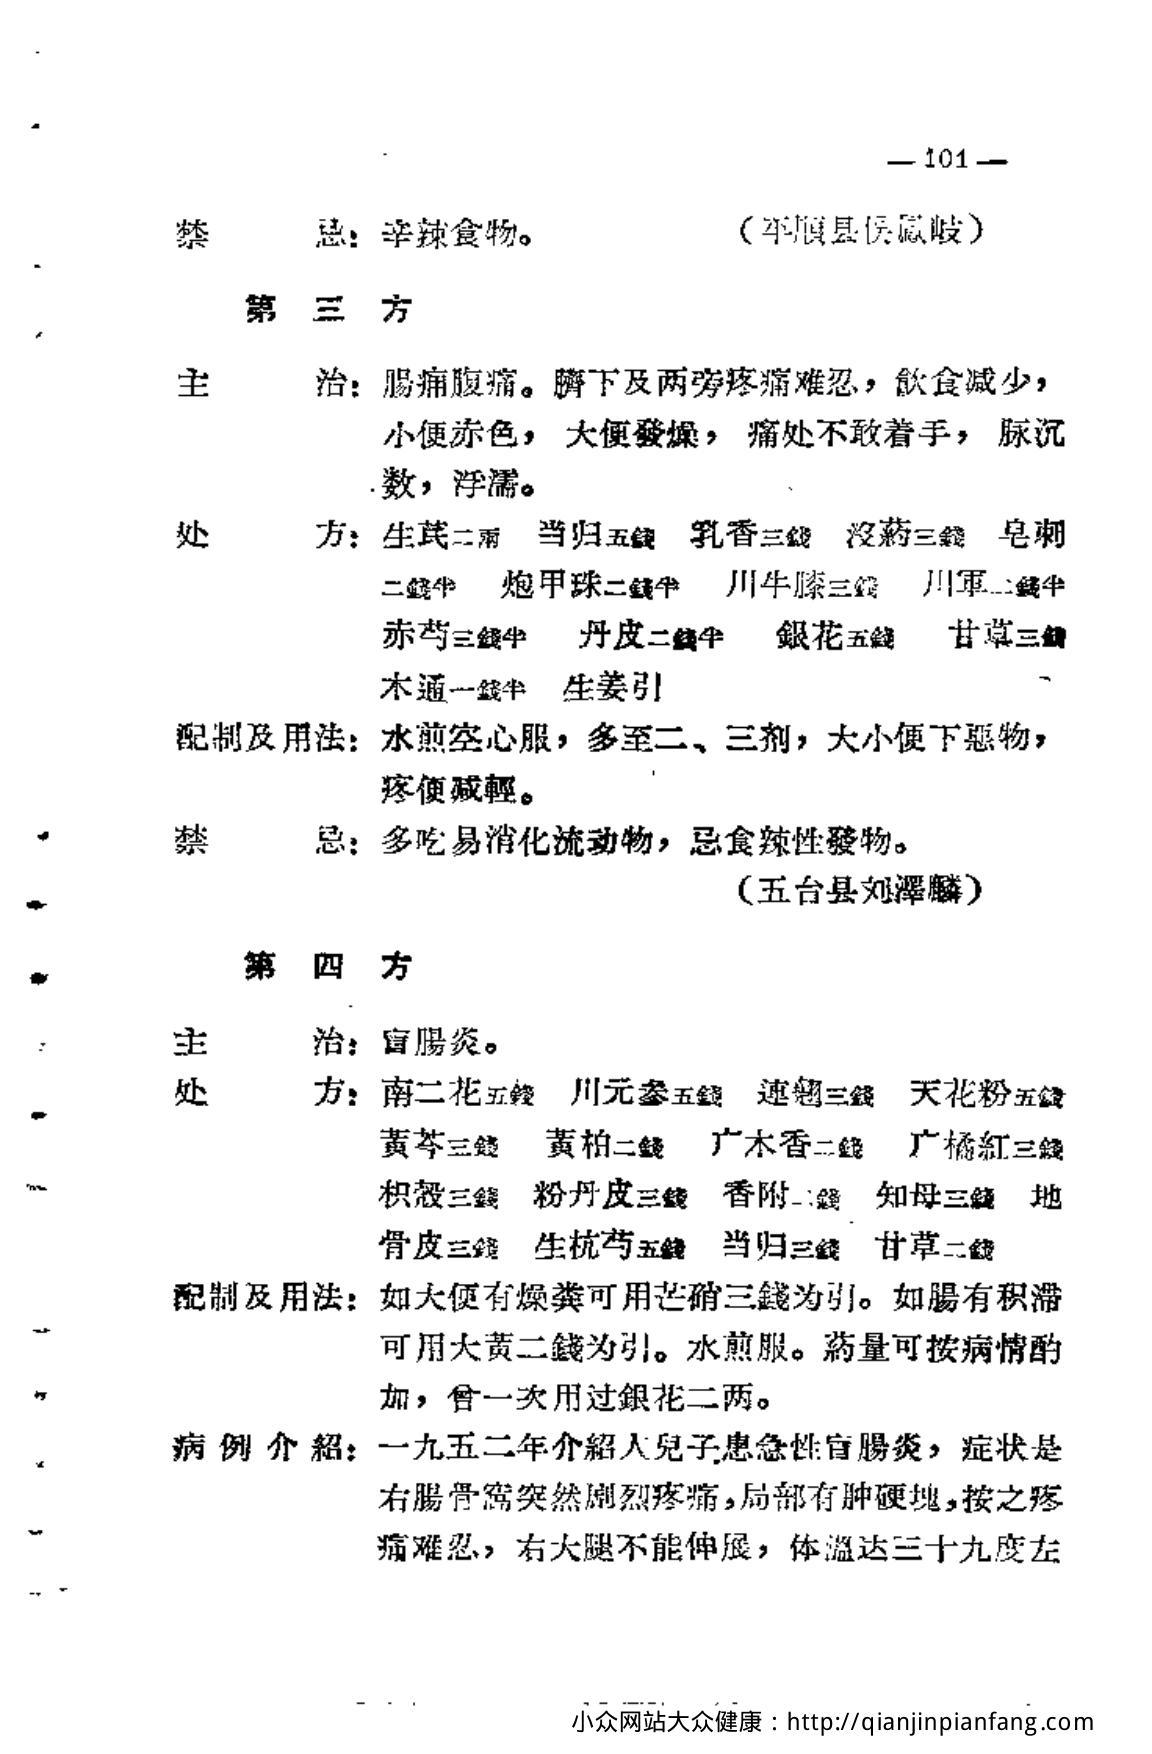 — 101 —
禁　　忌：辛辣食物。　（平順县侯鳳岐）
第　三　方
主　　治：腸痈腹痛。臍下及两旁疼痛难忍，飲食减少，
小便赤色，大便發燥，痛处不敢着手，脉沉
数，浮濡。
处　　方：生芪二兩　当归五錢　乳香三錢　沒葯三錢　皂刺
二錢半　炮甲珠二錢半　川牛膝三錢　川軍二錢半
赤芍三錢半　丹皮二錢半　銀花五錢　甘草三錢
木通一錢半　生姜引
配制及用法：水煎空心服，多至二、三剂，大小便下惡物，
疼便减輕。
禁　　忌：多吃易消化流动物，忌食辣性發物。
（五台县刘澤麟）
第　四　方
主　　治：盲腸炎。
处　　方：南二花五錢　川元参五錢　連翹三錢　天花粉五錢
黃芩三錢　黃柏二錢　广木香二錢　广橘紅三錢
枳殼三錢　粉丹皮三錢　香附二錢　知母三錢　地
骨皮三錢　生杭芍五錢　当归三錢　甘草二錢
配制及用法：如大便有燥粪可用芒硝三錢为引。如腸有积滞
可用大黃二錢为引。水煎服。葯量可按病情酌
加，曾一次用过銀花二两。
病例介紹：一九五二年介紹人兒子患急性盲腸炎，症状是
右腸骨窩突然剧烈疼痛，局部有肿硬块，按之疼
痛难忍，右大腿不能伸展，体溫达三十九度左
小众网站大众健康：http://qianjinpianfang.com